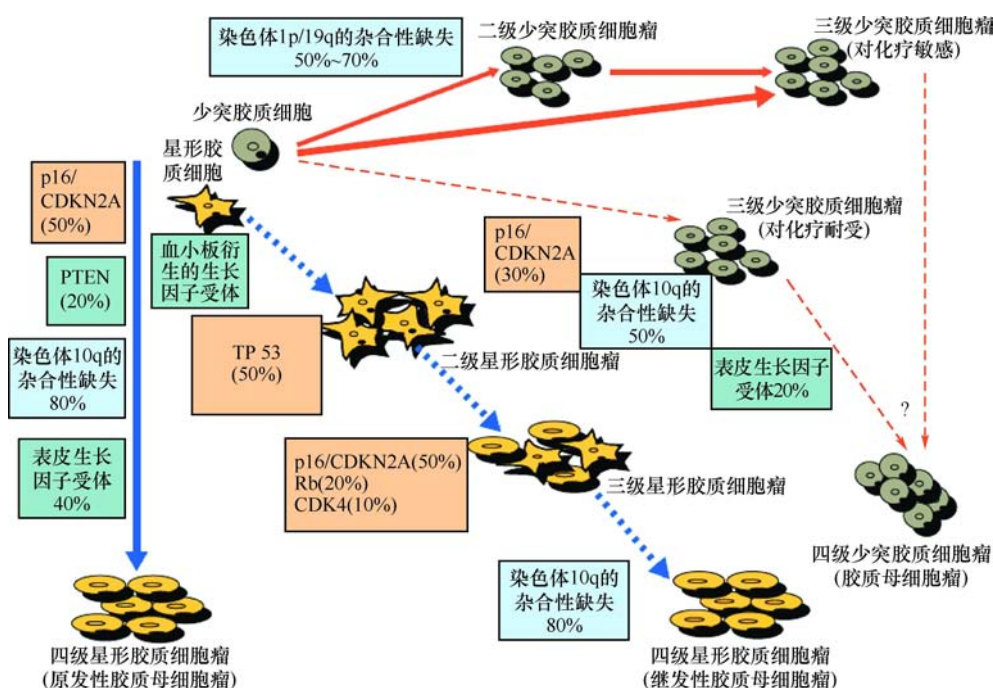 染色体1p/19q的杂合性缺失
50%~70%
二级少突胶质细胞瘤
三级少突胶质细胞瘤
(对化疗敏感)
少突胶质细胞
星形胶
质细胞
p16/
CDKN2A
(50%)
PTEN
(20%)
染色体10q的
杂合性缺失
80%
表皮生长
因子受体
40%
四级星形胶质细胞瘤
(原发性胶质母细胞瘤)
血小板衍
生的生长
因子受体
TP 53
(50%)
二级星形胶质细胞瘤
p16/CDKN2A(50%)
Rb(20%)
CDK4(10%)
三级星形胶质细胞瘤
染色体10q的
杂合性缺失
80%
四级星形胶质细胞瘤
(继发性胶质母细胞瘤)
三级少突胶质细胞瘤
(对化疗耐受)
p16/
CDKN2A
(30%)
染色体10q的
杂合性缺失
50%
表皮生长因子
受体20%
?
四级少突胶质细胞瘤
(胶质母细胞瘤)